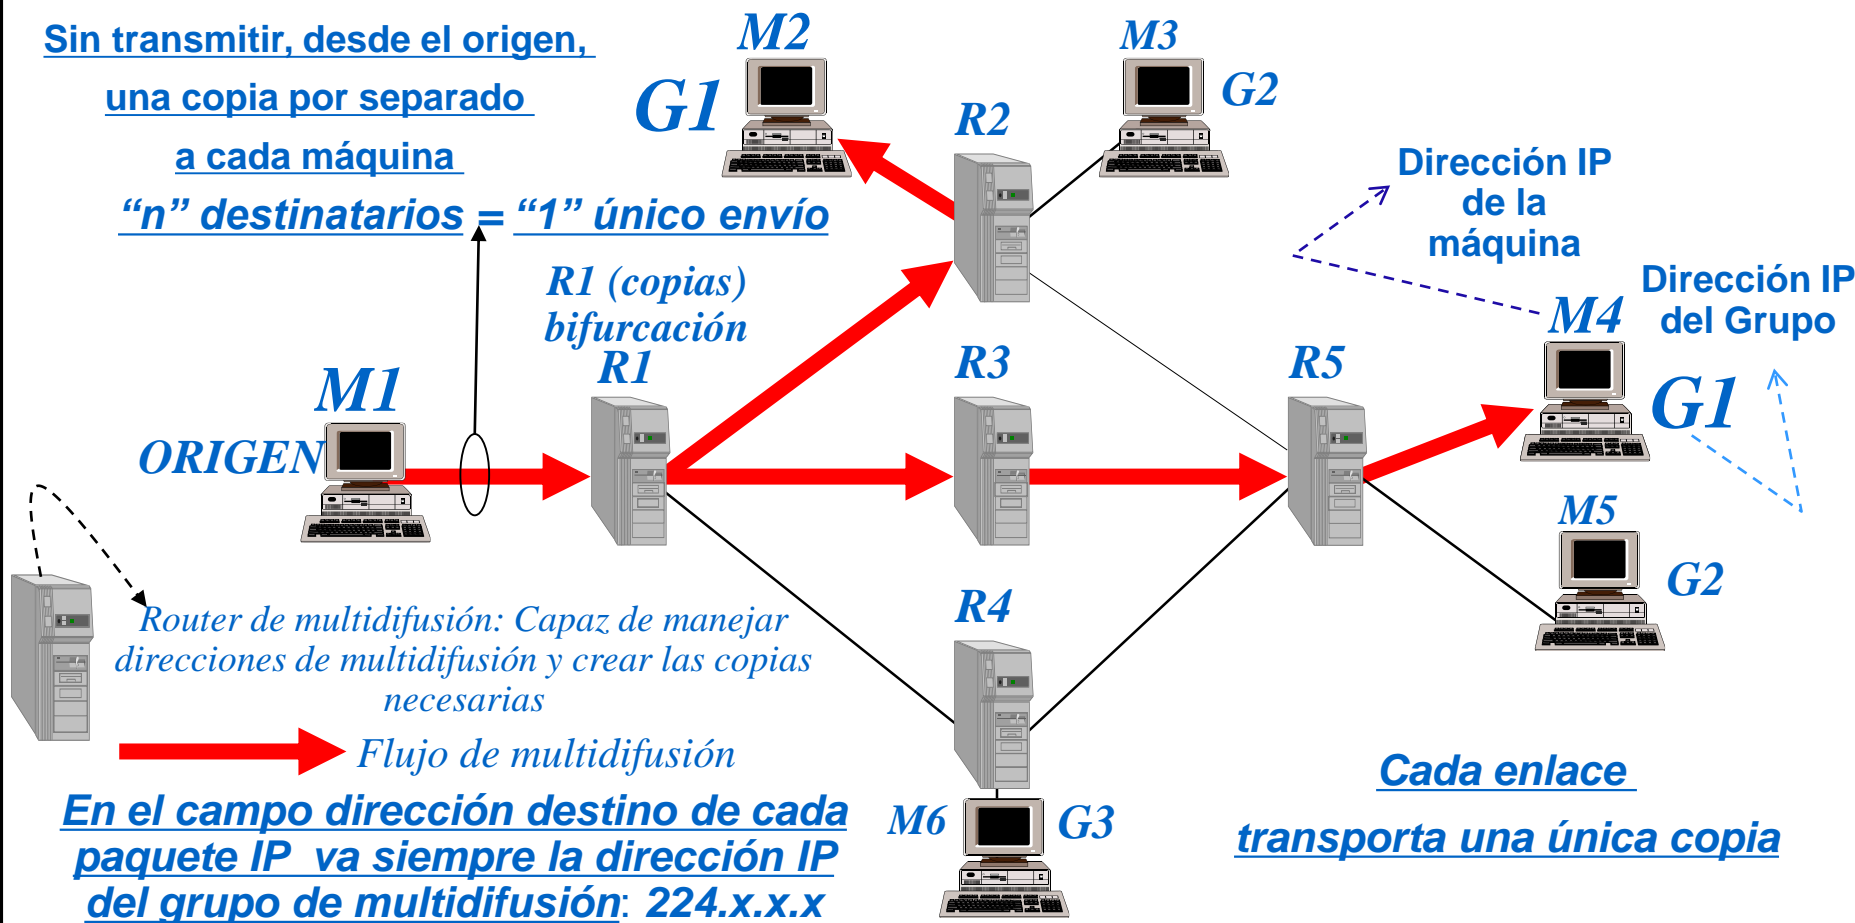 Sin transmitir, desde el origen,
una copia por separado
a cada máquina
“n” destinatarios = “1” único envío
M2
G1
M3
G2
R2
Dirección IP
de la
máquina
Dirección IP
del Grupo
R1 (copias)
bifurcación
R1
M1
ORIGEN
R3
R5
M4
G1
M5
G2
R4
Router de multidifusión: Capaz de manejar
direcciones de multidifusión y crear las copias
necesarias
Flujo de multidifusión
En el campo dirección destino de cada
paquete IP va siempre la dirección IP
del grupo de multidifusión: 224.x.x.x
M6
G3
Cada enlace
transporta una única copia